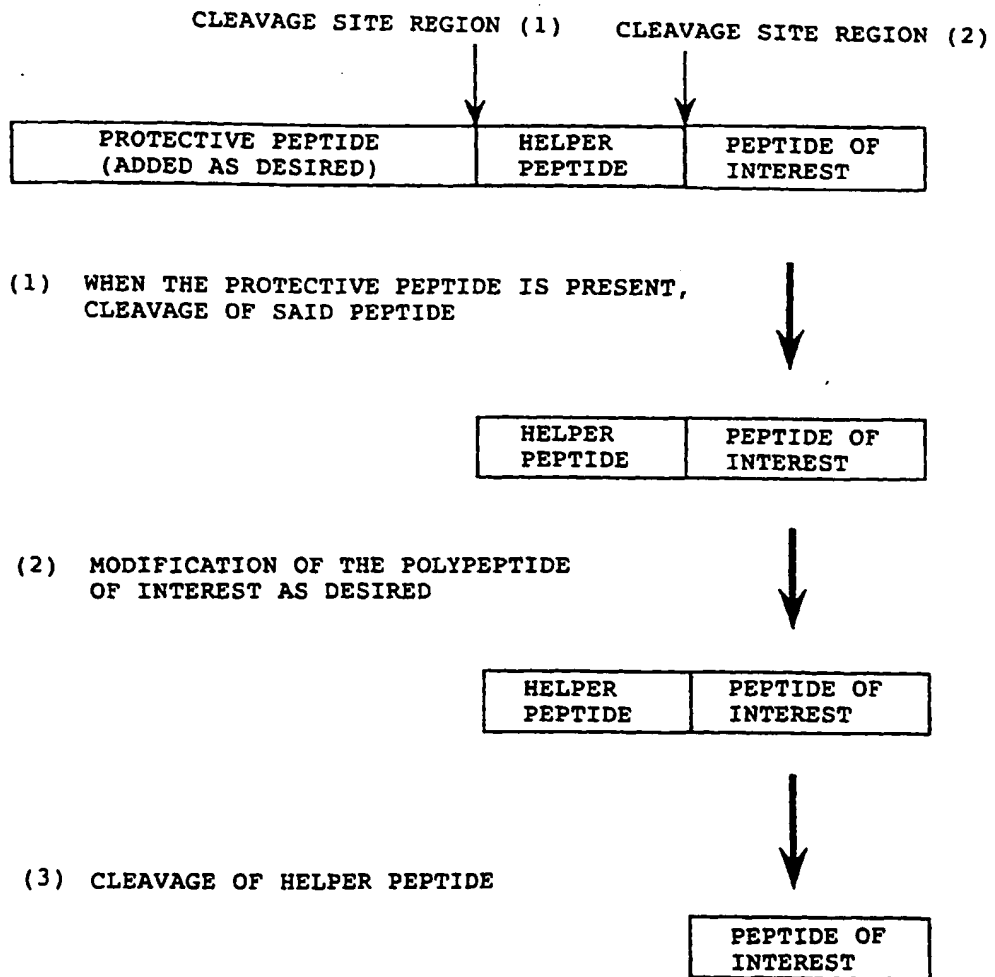 CLEAVAGE SITE REGION (1)
CLEAVAGE SITE REGION (2)
PROTECTIVE PEPTIDE
(ADDED AS DESIRED)
HELPER
PEPTIDE
PEPTIDE OF
INTEREST
(1) WHEN THE PROTECTIVE PEPTIDE IS PRESENT,
CLEAVAGE OF SAID PEPTIDE
HELPER
PEPTIDE
PEPTIDE OF
INTEREST
(2) MODIFICATION OF THE POLYPEPTIDE
OF INTEREST AS DESIRED
HELPER
PEPTIDE
PEPTIDE OF
INTEREST
(3) CLEAVAGE OF HELPER PEPTIDE
PEPTIDE OF
INTEREST